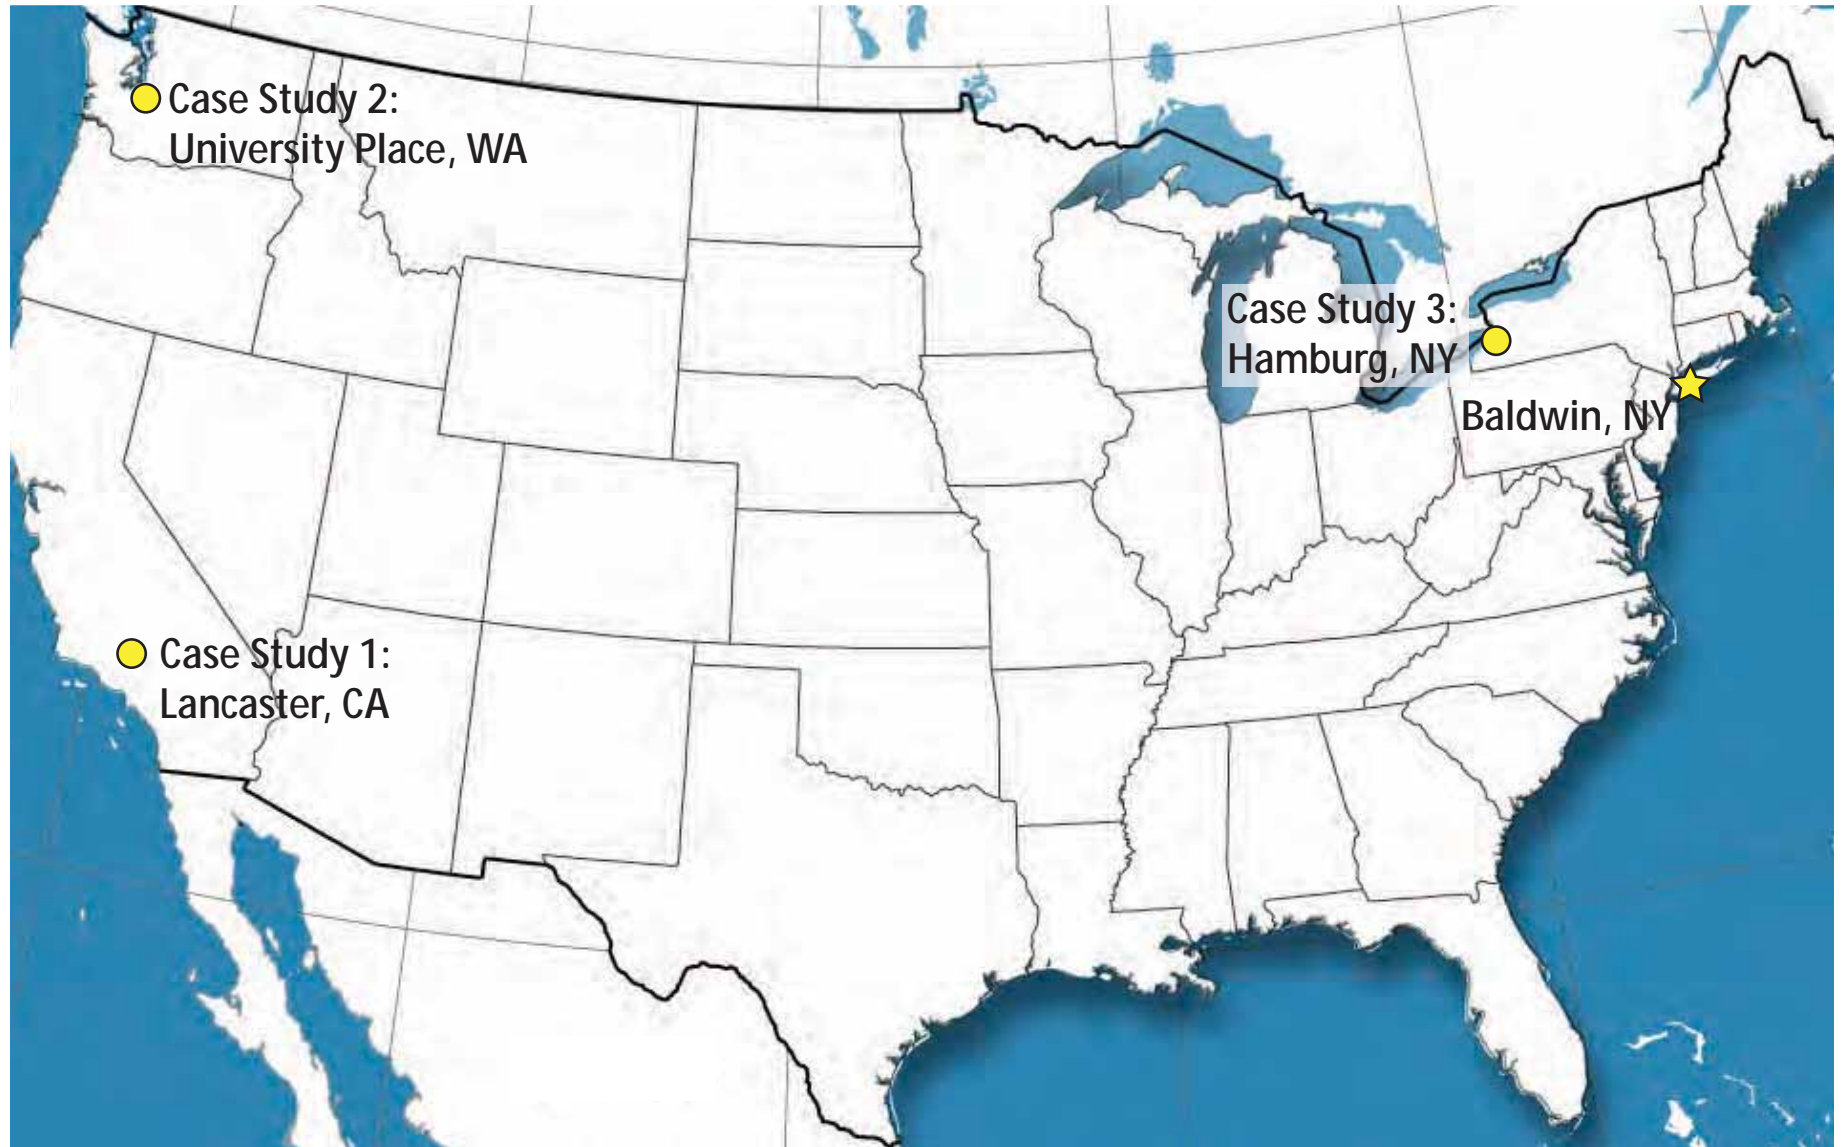 Case Study 2:
University Place, WA
Case Study 3:
Hamburg, NY
Baldwin, NY
Case Study 1:
Lancaster, CA